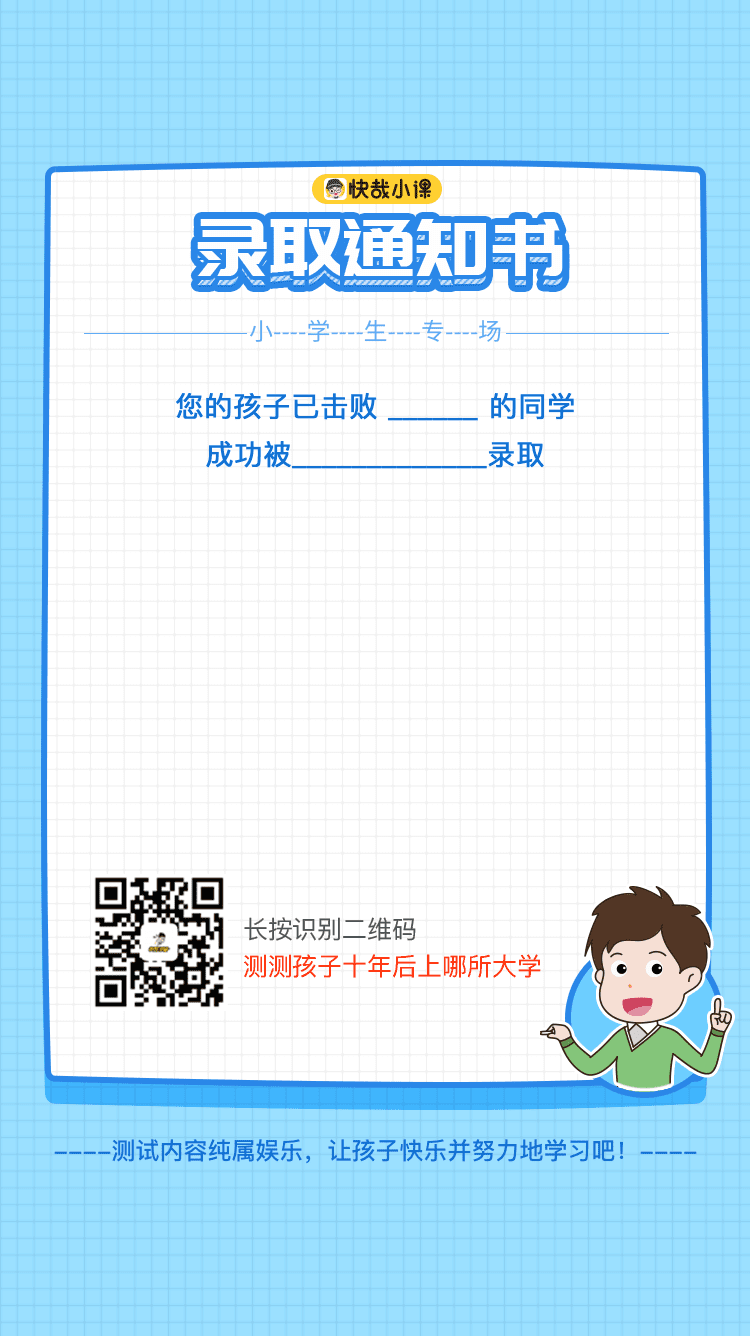 快哉小课
录取通知书
小----学----生----专----场
您的孩子已击败 ______ 的同学
成功被_____________录取
长按识别二维码
测测孩子十年后上哪所大学
----测试内容纯属娱乐，让孩子快乐并努力地学习吧！----